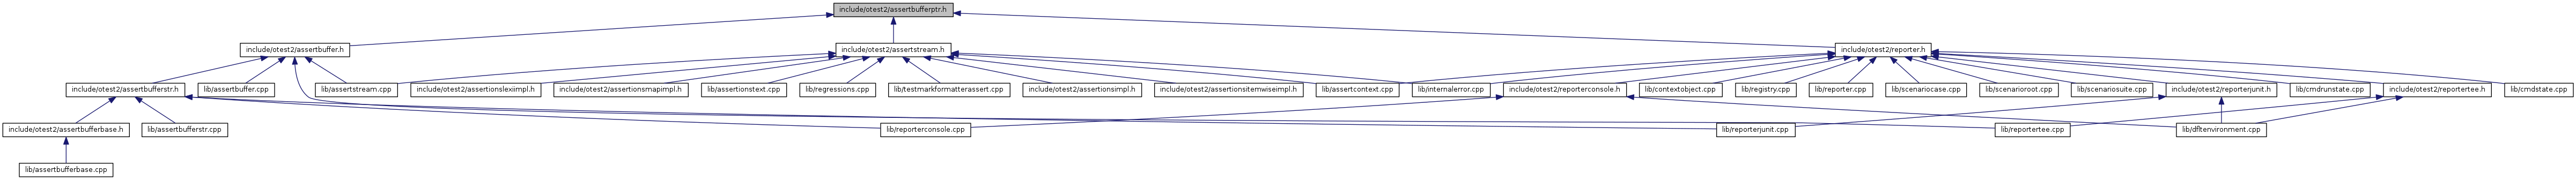 include/otest2/assertbufferptr.h
include/otest2/assertbuffer.h
include/otest2/assertstream.h
include/otest2/reporter.h
include/otest2/assertbufferstr.h
lib/assertbuffer.cpp
lib/assertstream.cpp
include/otest2/assertionslexiimpl.h
include/otest2/assertionsmapimpl.h
lib/assertionstext.cpp
lib/regressions.cpp
lib/testmarkformatterassert.cpp
include/otest2/assertionsimpl.h
include/otest2/assertionsitemwiseimpl.h
lib/assertcontext.cpp
lib/internalerror.cpp
include/otest2/reporterconsole.h
lib/contextobject.cpp
lib/registry.cpp
lib/reporter.cpp
lib/scenariocase.cpp
lib/scenarioroot.cpp
lib/scenariosuite.cpp
include/otest2/reporterjunit.h
lib/cmdrunstate.cpp
include/otest2/reportertee.h
lib/cmdstate.cpp
include/otest2/assertbufferbase.h
lib/assertbufferstr.cpp
lib/reporterconsole.cpp
lib/reporterjunit.cpp
lib/reportertee.cpp
lib/dfltenvironment.cpp
lib/assertbufferbase.cpp